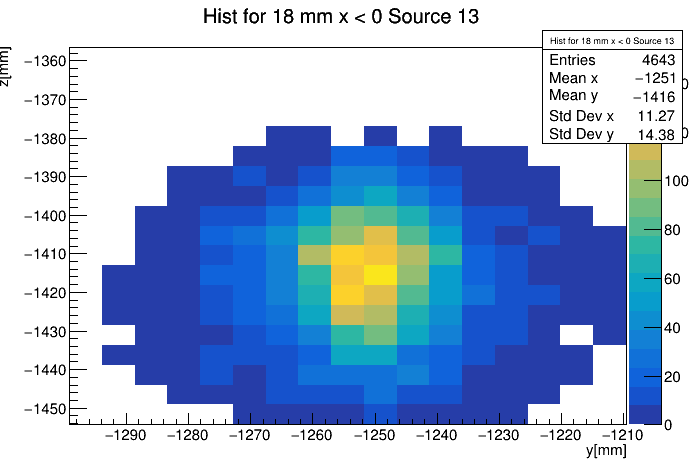 Hist for 18 mm x < 0 Source 13
Hist for 18 mm x < 0 Source 13
Entries 4643
Mean x −1251
Mean y −1416
Std Dev x 11.27
Std Dev y 14.38
z[mm]
−1360
−1370
−1380
−1390
−1400
−1410
−1420
−1430
−1440
−1450
100
80
60
40
20
0
−1290 −1280 −1270 −1260 −1250 −1240 −1230 −1220 −1210
y[mm]